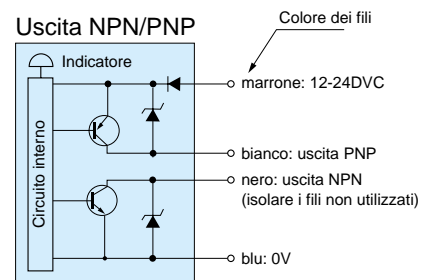 Uscita NPN/PNP
Colore dei fili
Indicatore
Circuito interno
marrone: 12-24DVC
bianco: uscita PNP
nero: uscita NPN
(isolare i fili non utilizzati)
blu: 0V